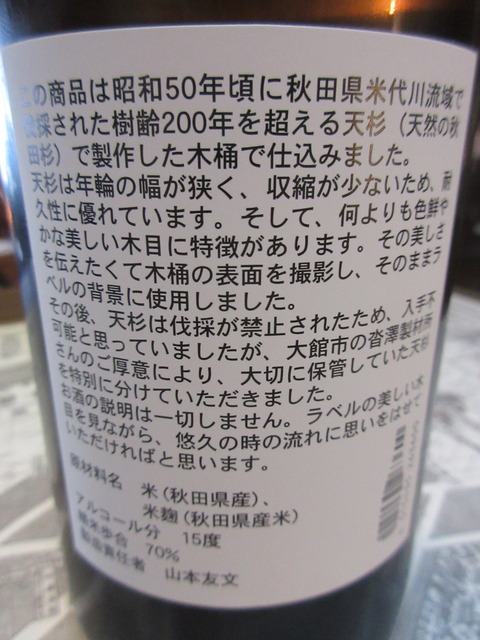 この商品は昭和50年頃に秋田県米代川流域で
伐採された樹齢200年を超える天杉（天然の秋
田杉）で製作した木桶で仕込みました。
天杉は年輪の幅が狭く、収縮が少ないため、耐
久性に優れています。そして、何よりも色鮮や
かな美しい木目に特徴があります。その美しさ
を伝えたくて木桶の表面を撮影し、そのままラ
ベルの背景に使用しました。
その後、天杉は伐採が禁止されたため、入手不
可能と思っていましたが、大館市の沓澤製材所
さんのご厚意により、大切に保管していた天杉
を特別に分けていただきました。
お酒の説明は一切しません。ラベルの美しい木
目を見ながら、悠久の時の流れに思いをはせて
いただければと思います。
原材料名 米（秋田県産）、
米麹（秋田県産米）
アルコール分 15度
精米歩合 70%
製造責任者 山本友文